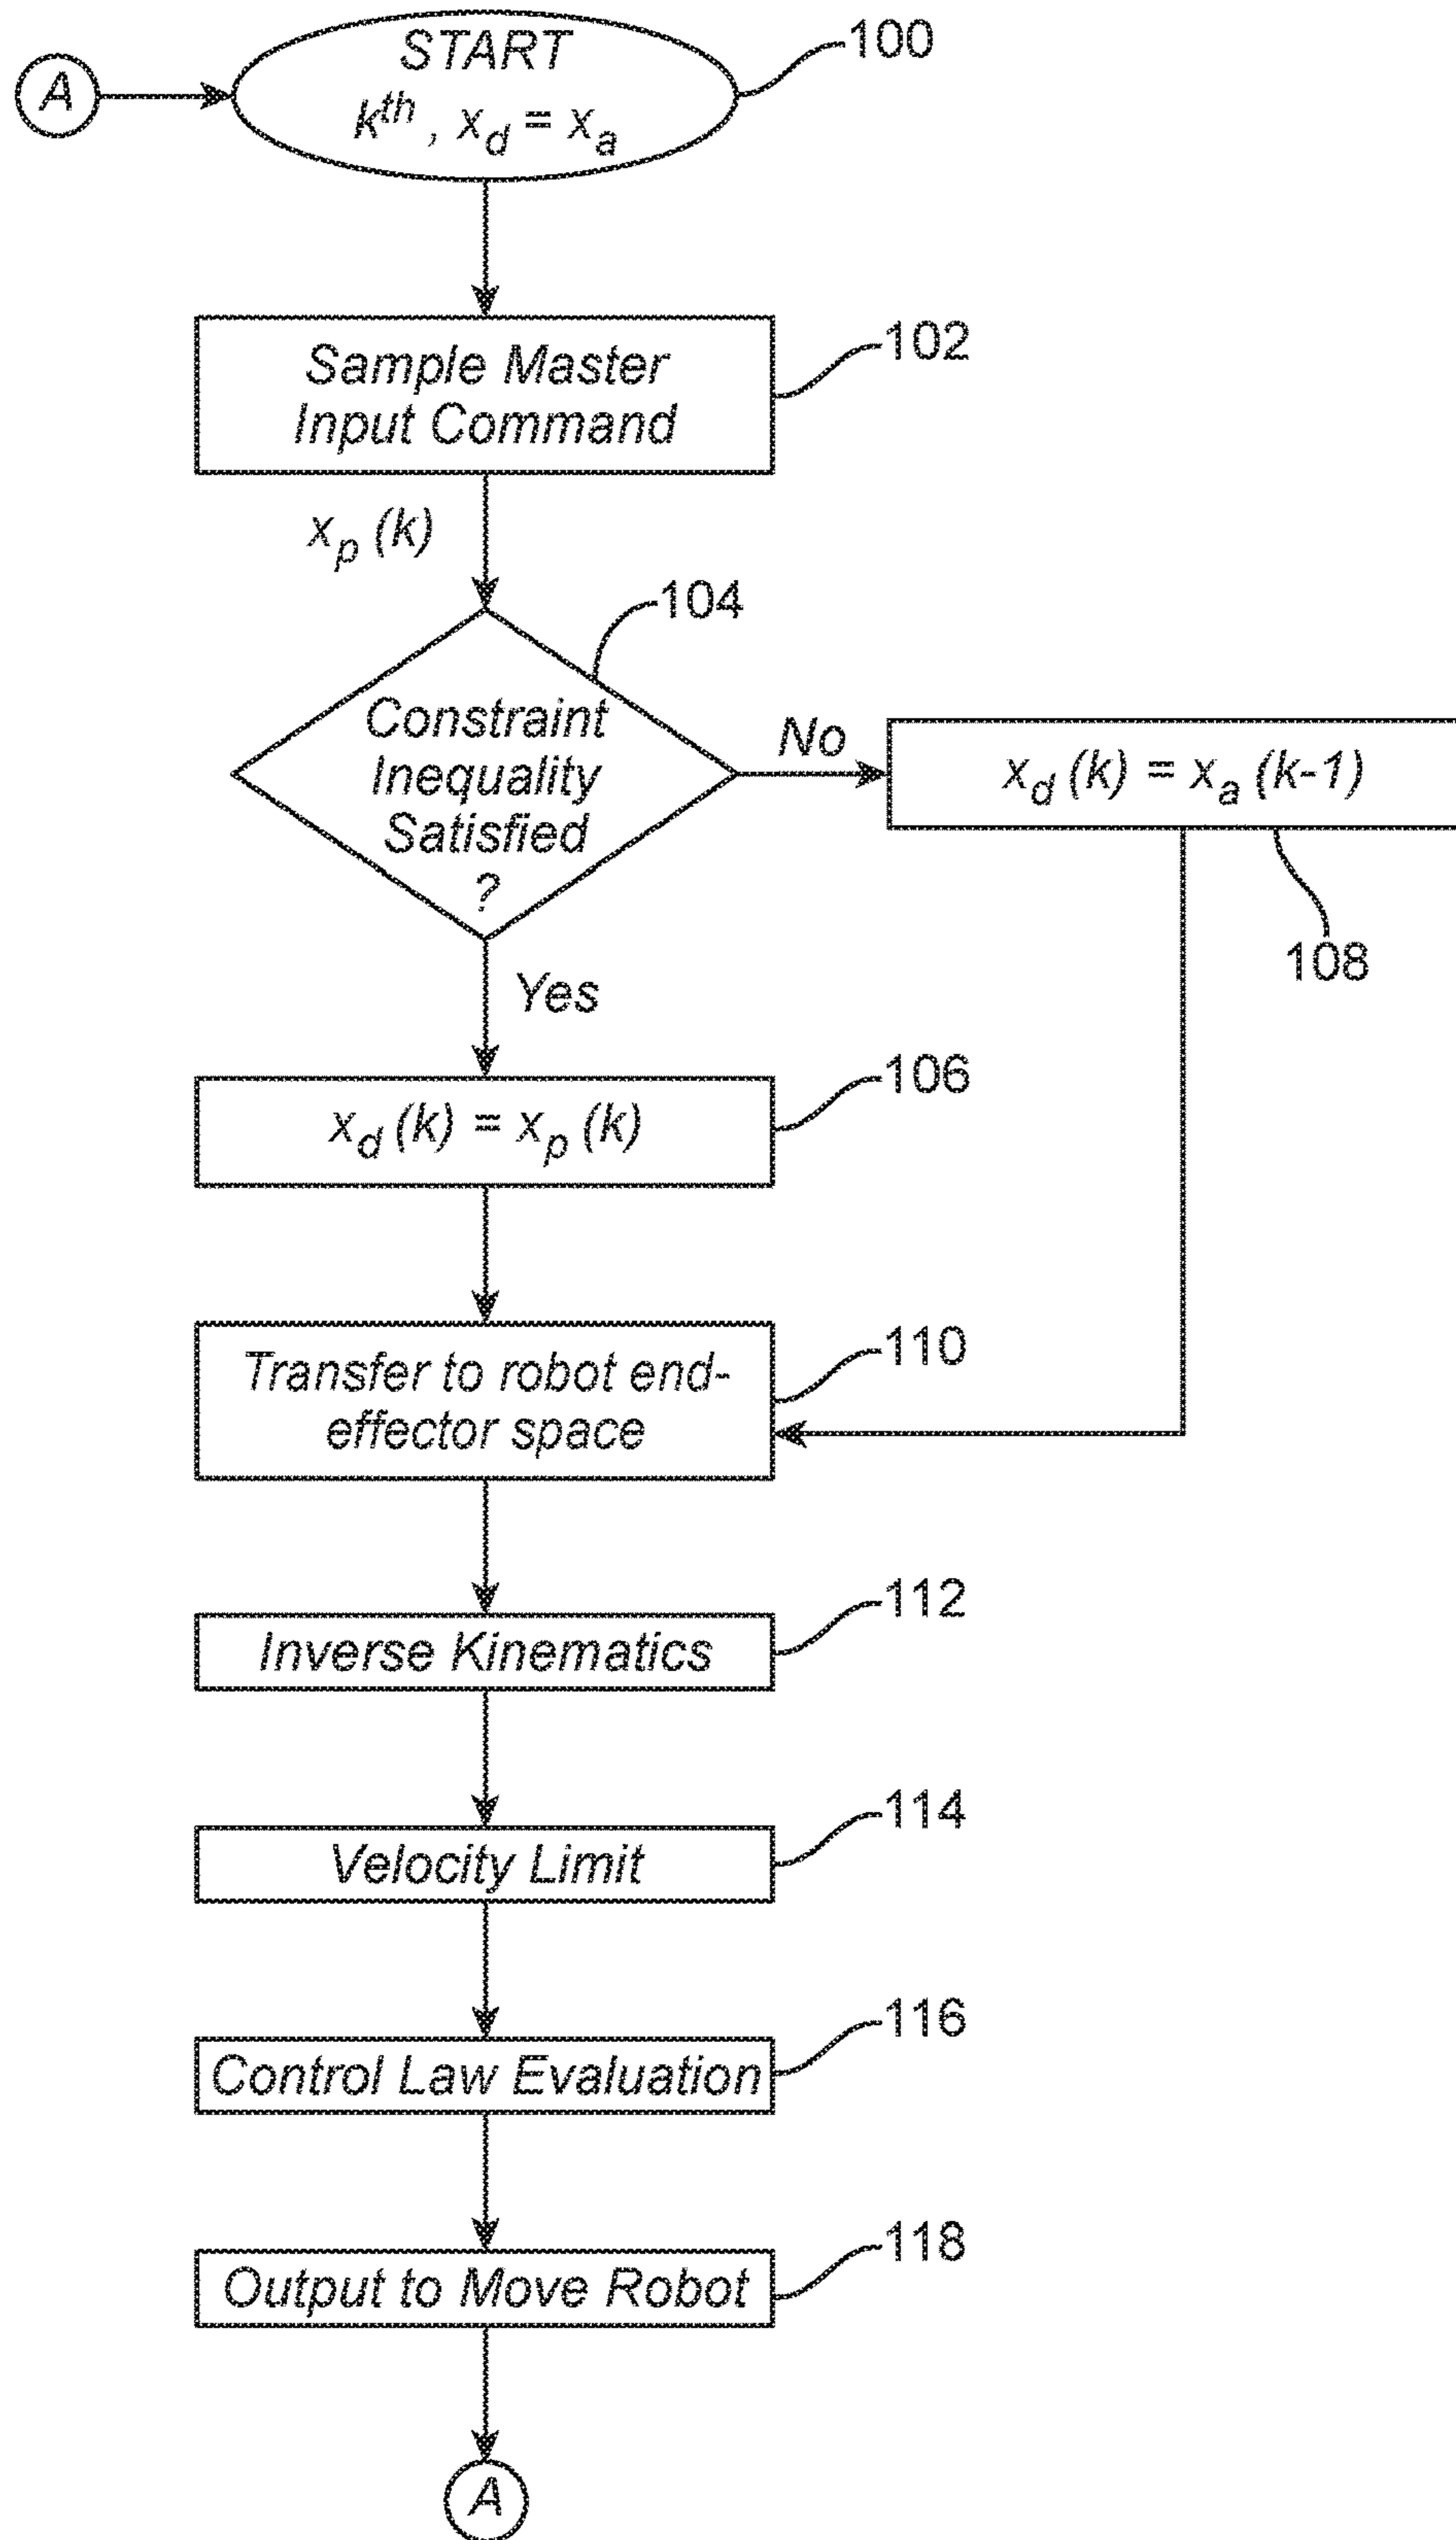 START
100
A
kth , xd = xa
Sample Master
102
Input Command
xp (k)
104
Constraint
Inequality
Satisfied
?
No
xd (k) = xa (k-1)
108
Yes
106
xd (k) = xp (k)
Transfer to robot end-
110
effector space
112
Inverse Kinematics
114
Velocity Limit
116
Control Law Evaluation
118
Output to Move Robot
A